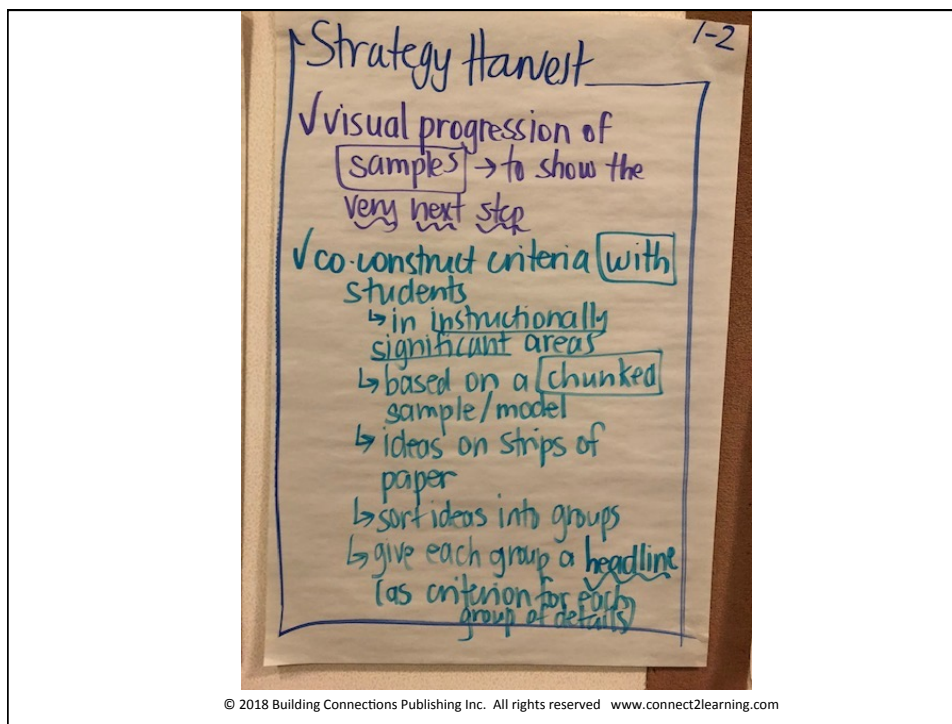 Strategy Harvest
1-2
√ visual progression of
samples → to show the
very next step
√ co-construct criteria with
students
↳ in instructionally
significant areas
↳ based on a chunked
sample/model
↳ ideas on strips of
paper
↳ sort ideas into groups
↳ give each group a headline
(as criterion for each
group of details)
© 2018 Building Connections Publishing Inc. All rights reserved www.connect2learning.com